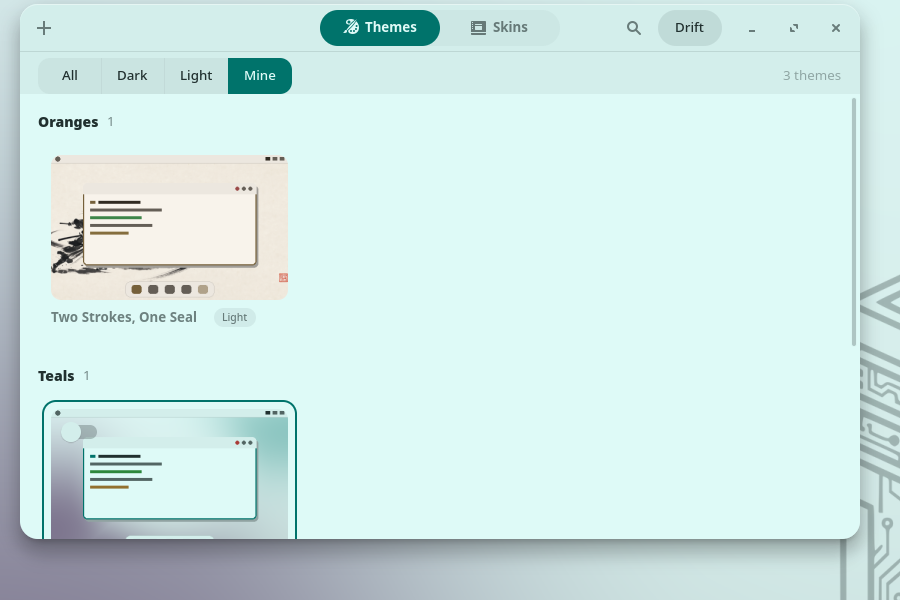 Themes
Skins
Drift
All
Dark
Light
Mine
3 themes
Oranges 1
Two Strokes, One Seal
Light
Teals 1